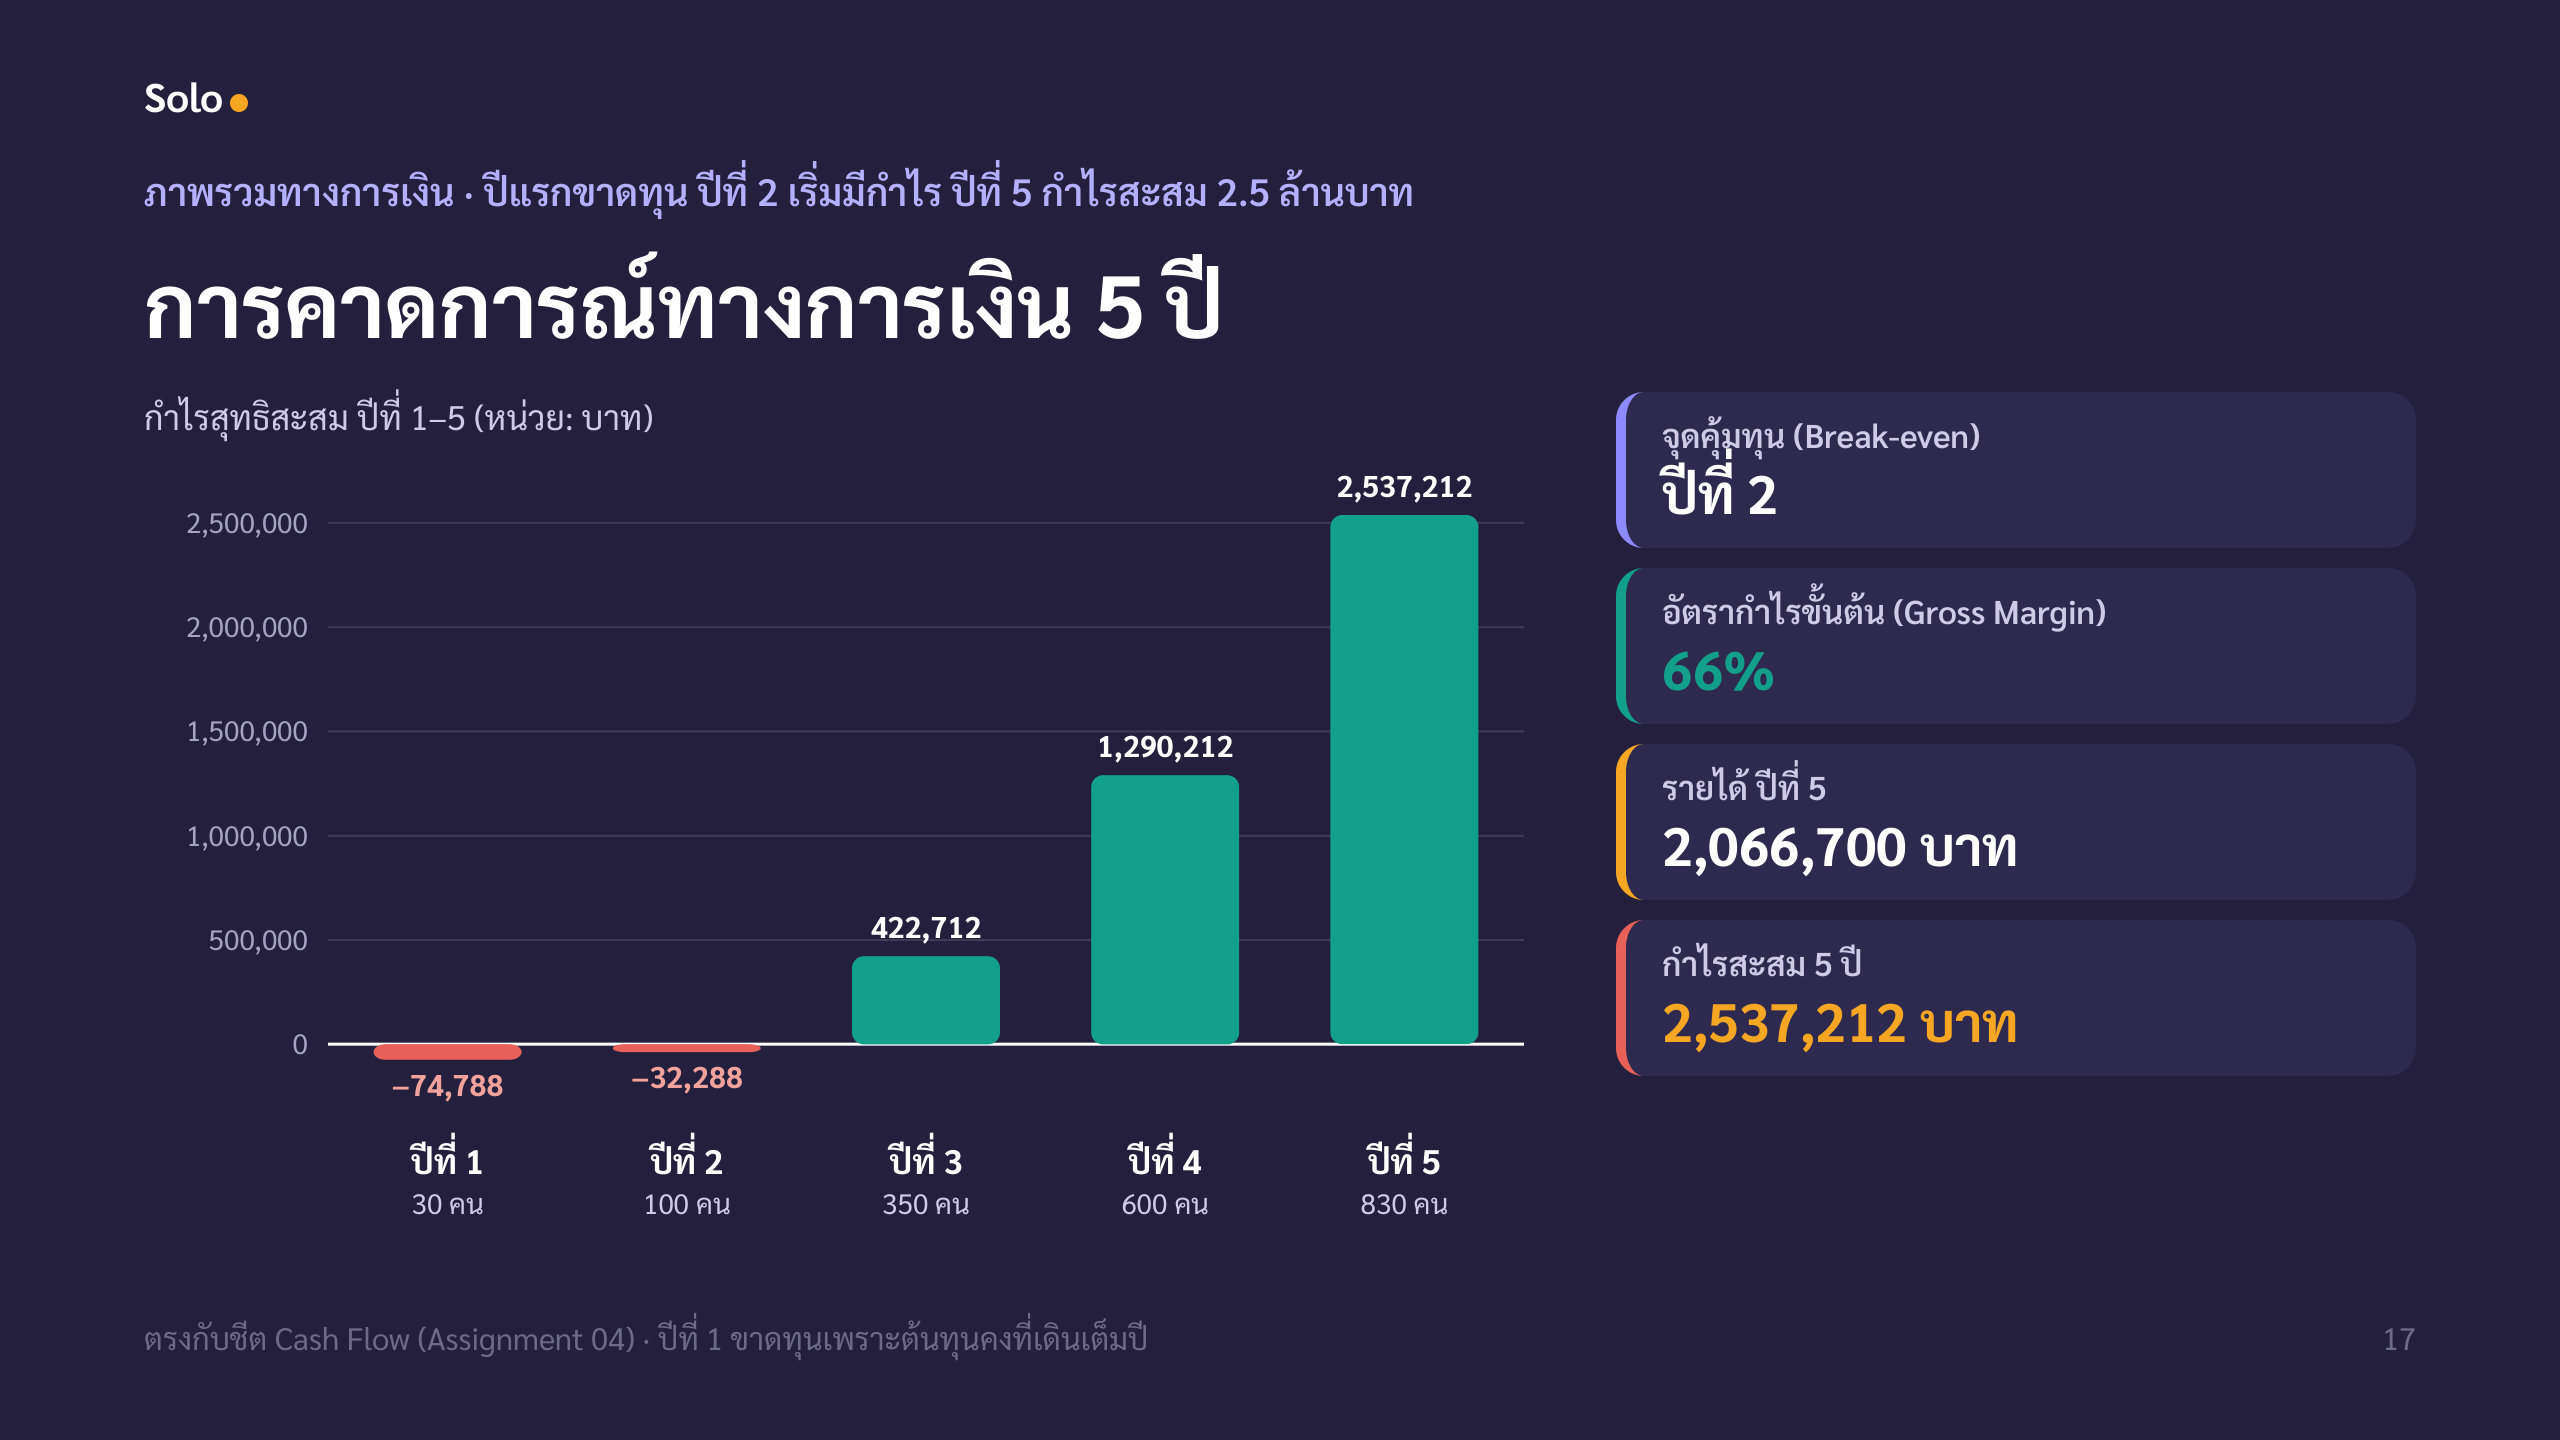 Solo
ภาพรวมทางการเงิน · ปีแรกขาดทุน ปีที่ 2 เริ่มมีกำไร ปีที่ 5 กำไรสะสม 2.5 ล้านบาท
การคาดการณ์ทางการเงิน 5 ปี
กำไรสุทธิสะสม ปีที่ 1–5 (หน่วย: บาท)
2,500,000
2,000,000
1,500,000
1,000,000
500,000
0
–74,788
–32,288
422,712
1,290,212
2,537,212
ปีที่ 1
30 คน
ปีที่ 2
100 คน
ปีที่ 3
350 คน
ปีที่ 4
600 คน
ปีที่ 5
830 คน
จุดคุ้มทุน (Break-even)
ปีที่ 2
อัตรากำไรขั้นต้น (Gross Margin)
66%
รายได้ ปีที่ 5
2,066,700 บาท
กำไรสะสม 5 ปี
2,537,212 บาท
ตรงกับชีต Cash Flow (Assignment 04) · ปีที่ 1 ขาดทุนเพราะต้นทุนคงที่เดินเต็มปี
17